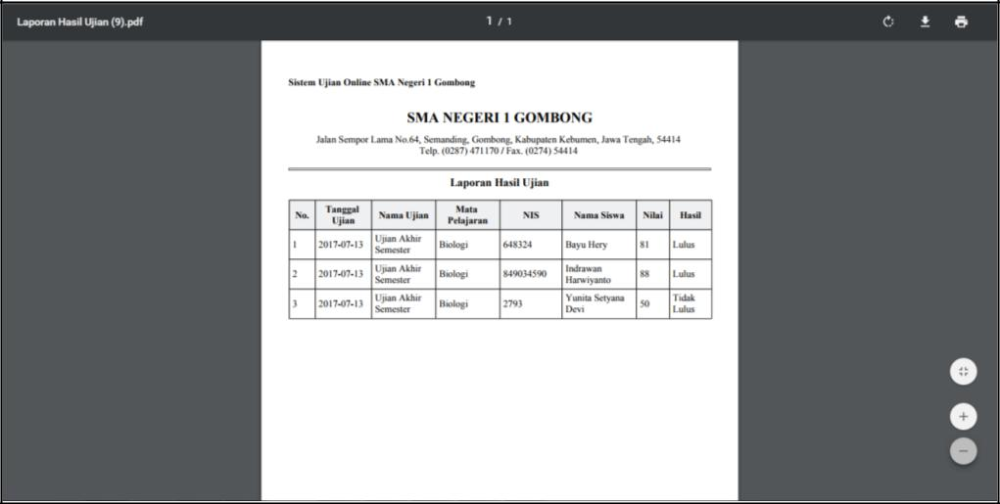 Laporan Hasil Ujian (9).pdf
1 / 1
Sistem Ujian Online SMA Negeri 1 Gombong
SMA NEGERI 1 GOMBONG
Jalan Sempor Lama No.64, Semanding, Gombong, Kabupaten Kebumen, Jawa Tengah, 54414
Telp. (0287) 471170 / Fax. (0274) 54414
Laporan Hasil Ujian
No. Tanggal Ujian Nama Ujian Mata Pelajaran NIS Nama Siswa Nilai Hasil
1 2017-07-13 Ujian Akhir Semester Biologi 648324 Bayu Hery 81 Lulus
2 2017-07-13 Ujian Akhir Semester Biologi 849034590 Indrawan Harwiyanto 88 Lulus
3 2017-07-13 Ujian Akhir Semester Biologi 2793 Yunita Setyana Devi 50 Tidak Lulus